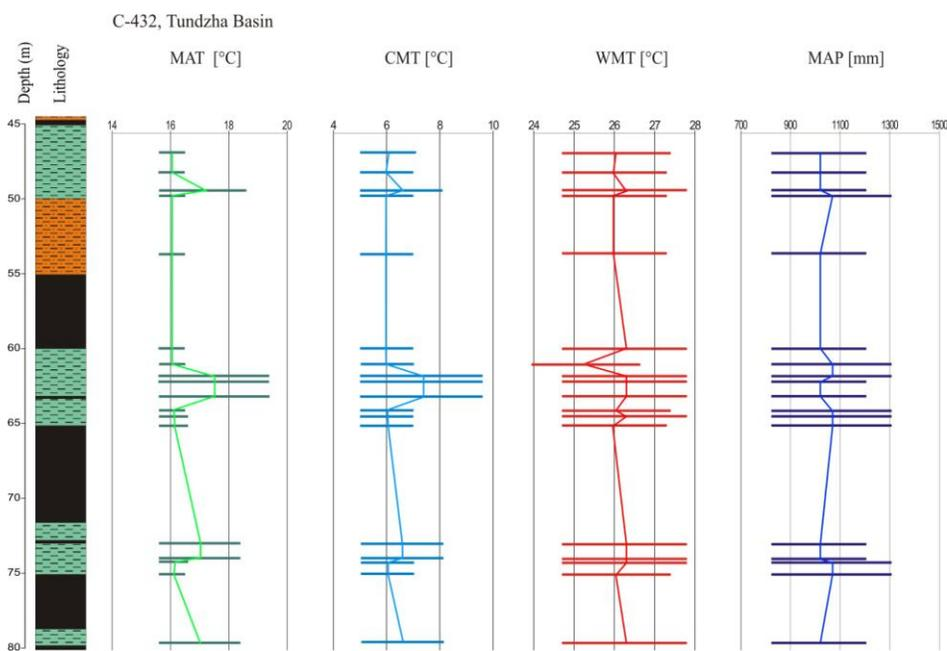 C-432, Tundzha Basin
Depth (m) Lithology MAT [°C] CMT [°C] WMT [°C] MAP [mm]
45 14 16 18 20 4 6 8 10 24 25 26 27 28 700 900 1100 1300 1500
50
55
60
65
70
75
80